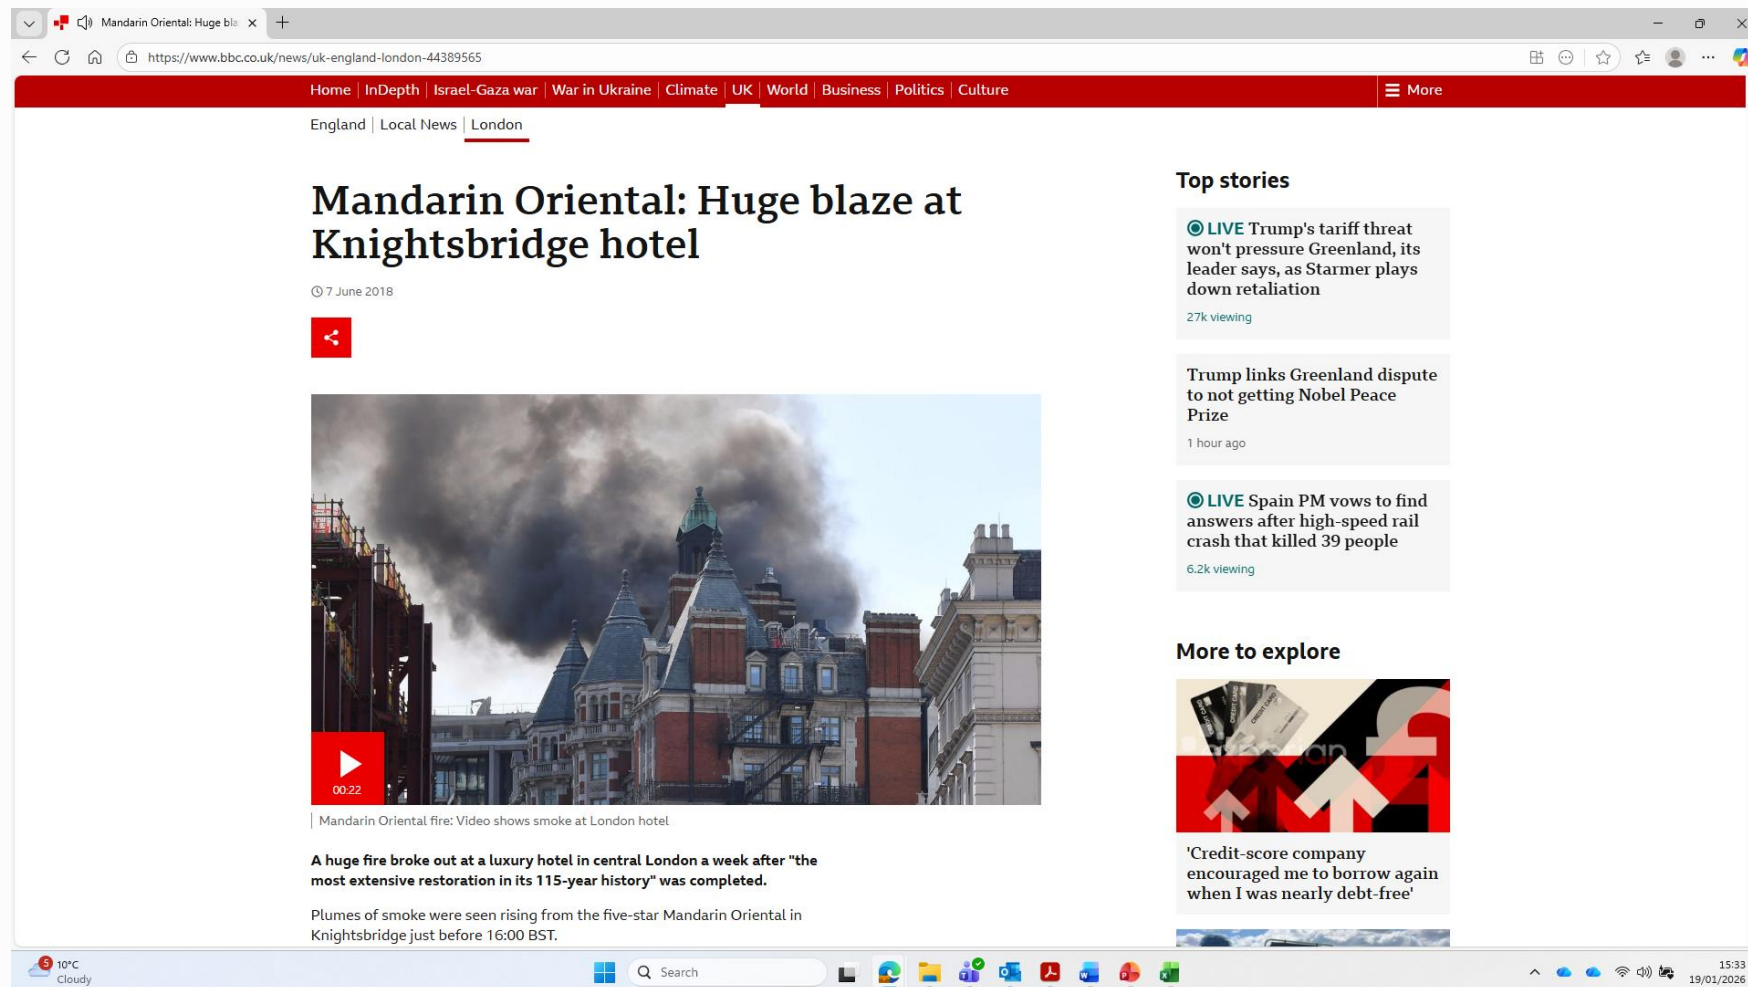 Mandarin Oriental: Huge bla
https://www.bbc.co.uk/news/uk-england-london-44389565
Home InDepth Israel-Gaza war War in Ukraine Climate UK World Business Politics Culture More
England Local News London
Mandarin Oriental: Huge blaze at
Knightsbridge hotel
7 June 2018
00:22
Mandarin Oriental fire: Video shows smoke at London hotel
A huge fire broke out at a luxury hotel in central London a week after "the
most extensive restoration in its 115-year history" was completed.
Plumes of smoke were seen rising from the five-star Mandarin Oriental in
Knightsbridge just before 16:00 BST.
Top stories
LIVE Trump's tariff threat
won't pressure Greenland, its
leader says, as Starmer plays
down retaliation
27k viewing
Trump links Greenland dispute
to not getting Nobel Peace
Prize
1 hour ago
LIVE Spain PM vows to find
answers after high-speed rail
crash that killed 39 people
6.2k viewing
More to explore
CREDIT CARD
CREDIT CARD
'Credit-score company
encouraged me to borrow again
when I was nearly debt-free'
5
10°C
Cloudy
Search
15:33
19/01/2026